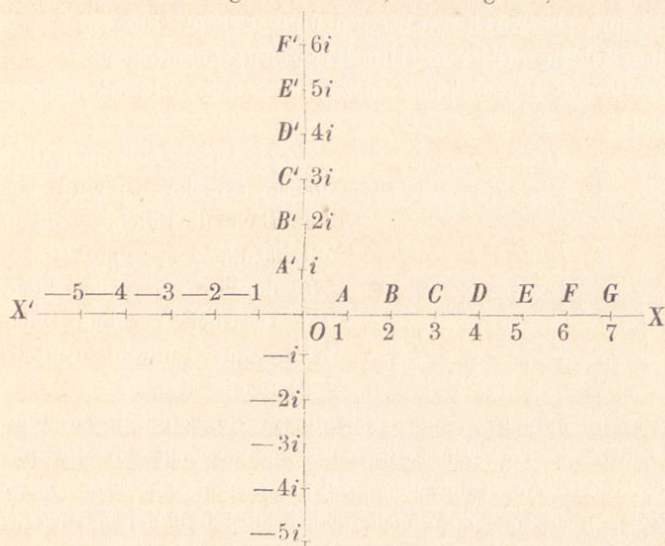 F' 6i
E' 5i
D' 4i
C' 3i
B' 2i
A' i
—5—4 —3 —2 —1 A B C D E F G
X' X
O 1 2 3 4 5 6 7
—i
—2i
—3i
—4i
—5i